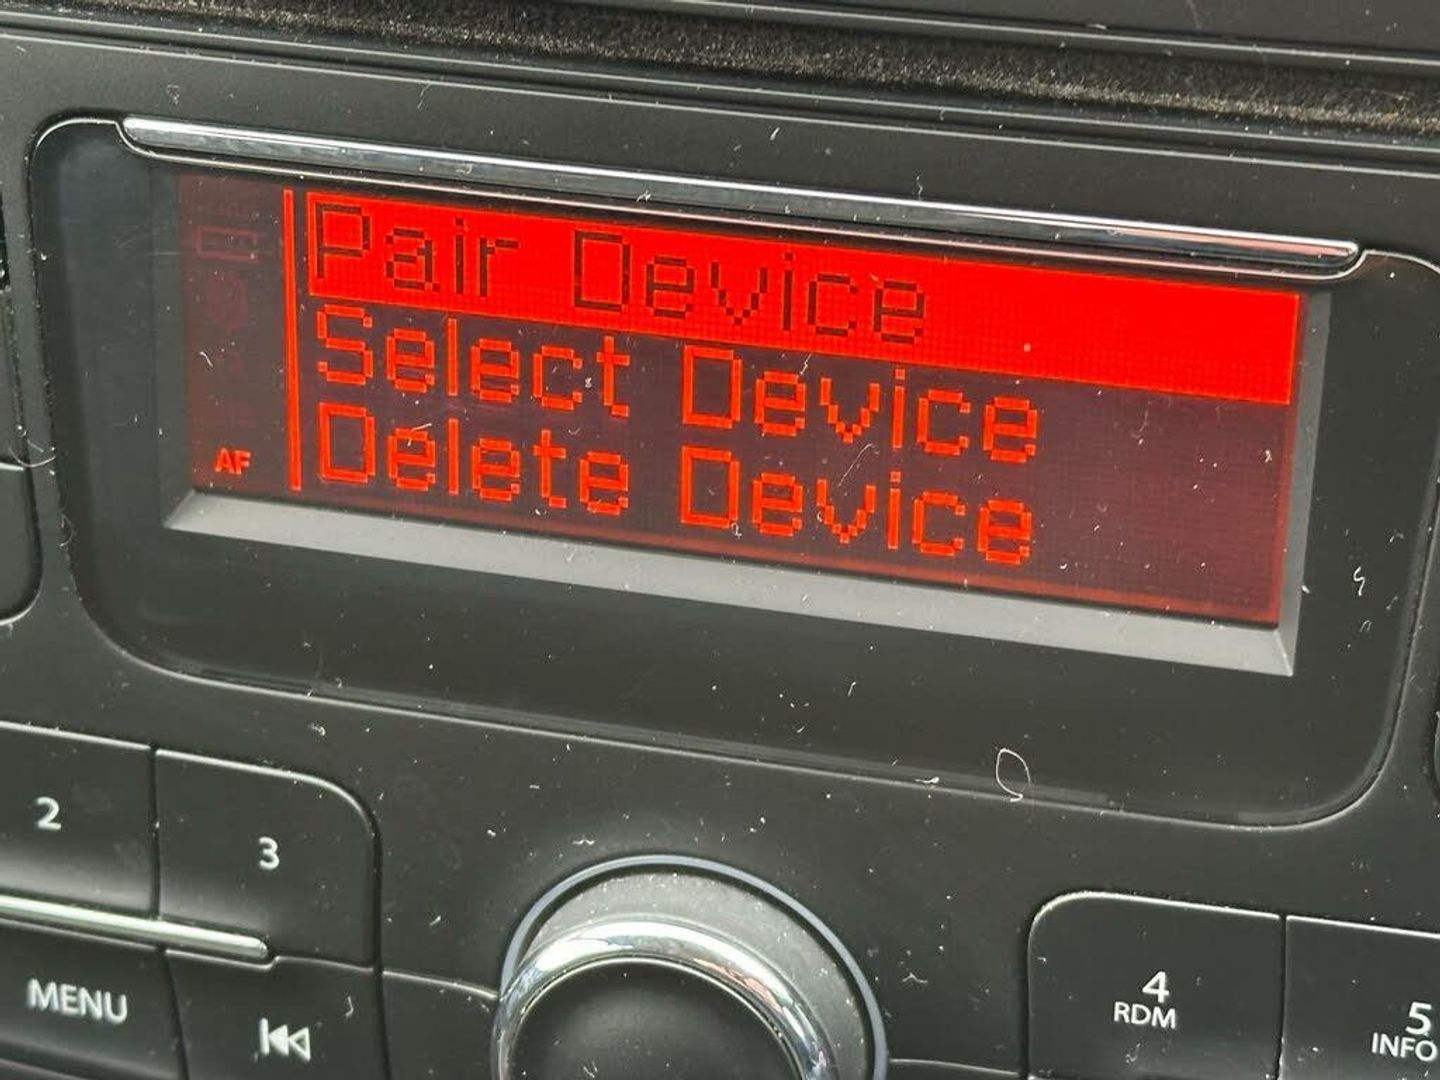 Pair Device
Select Device
Delete Device
AF
2
3
MENU
4
RDM
5
INFO